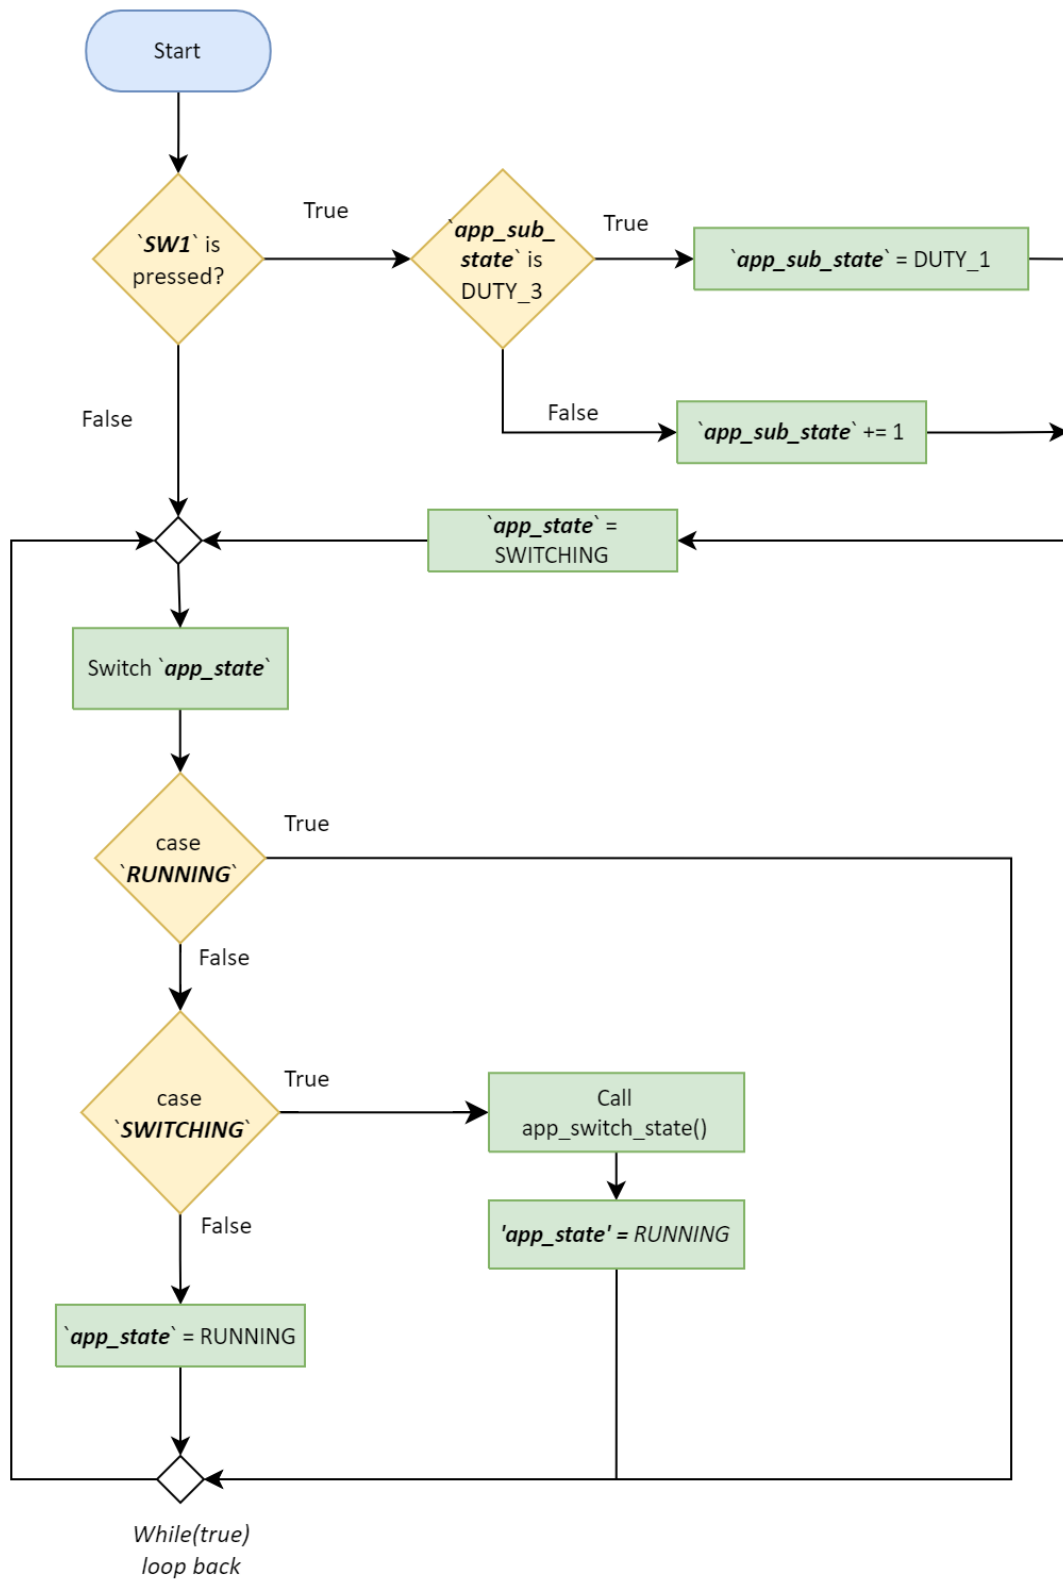 Start
`SW1` is
pressed?
True
`app_sub_
state` is
DUTY_3
True
`app_sub_state` = DUTY_1
False
False
`app_sub_state` += 1
`app_state` =
SWITCHING
Switch `app_state`
case
`RUNNING`
True
False
case
`SWITCHING`
True
Call
app_switch_state()
'app_state' = RUNNING
False
`app_state` = RUNNING
While(true)
loop back